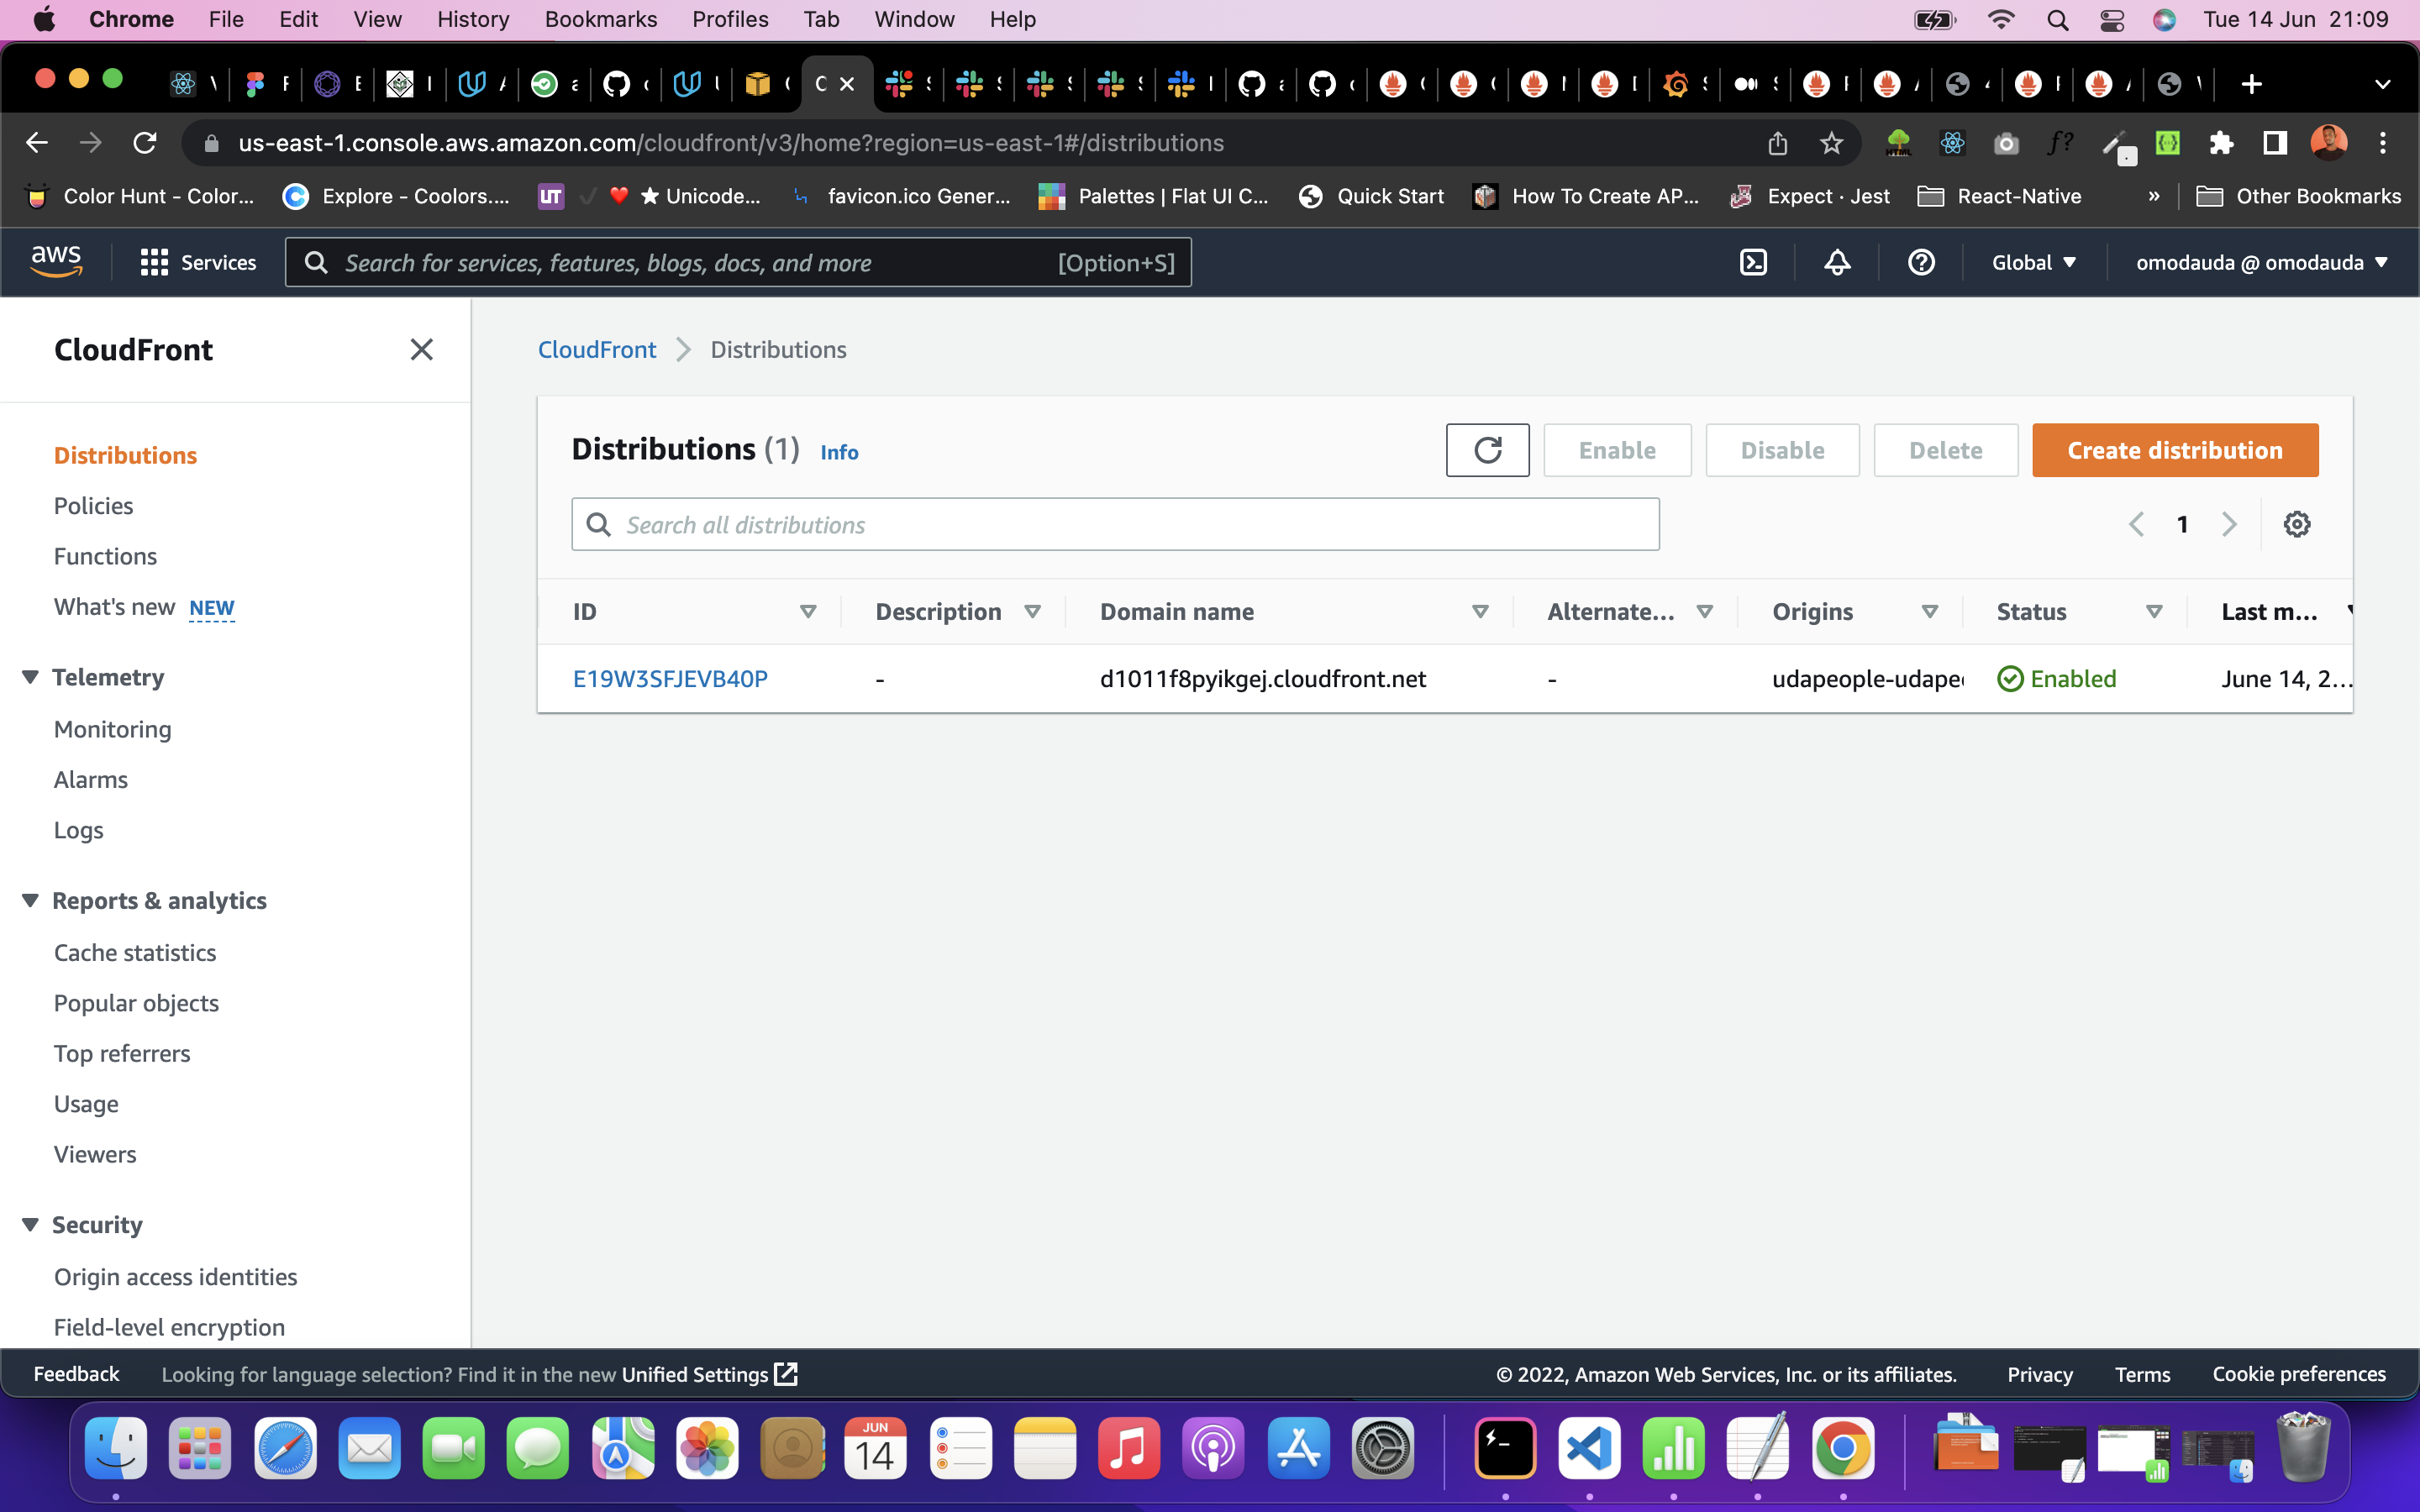 Chrome File Edit View History Bookmarks Profiles Tab Window Help Tue 14 Jun 21:09
us-east-1.console.aws.amazon.com/cloudfront/v3/home?region=us-east-1#/distributions
Color Hunt - Color... Explore - Coolors.... UT ✓ ❤ ★ Unicode... favicon.ico Gener... Palettes | Flat UI C... Quick Start How To Create AP... Expect · Jest React-Native » Other Bookmarks
aws Services Search for services, features, blogs, docs, and more [Option+S] Global omodauda @ omodauda
CloudFront
Distributions
Policies
Functions
What's new NEW
Telemetry
Monitoring
Alarms
Logs
Reports & analytics
Cache statistics
Popular objects
Top referrers
Usage
Viewers
Security
Origin access identities
Field-level encryption
CloudFront Distributions
Distributions (1) Info Enable Disable Delete Create distribution
Search all distributions 1
ID Description Domain name Alternate... Origins Status Last m...
E19W3SFJEVB40P - d1011f8pyikgej.cloudfront.net - Enabled June 14, 2...
Feedback Looking for language selection? Find it in the new Unified Settings © 2022, Amazon Web Services, Inc. or its affiliates. Privacy Terms Cookie preferences
JUN
14